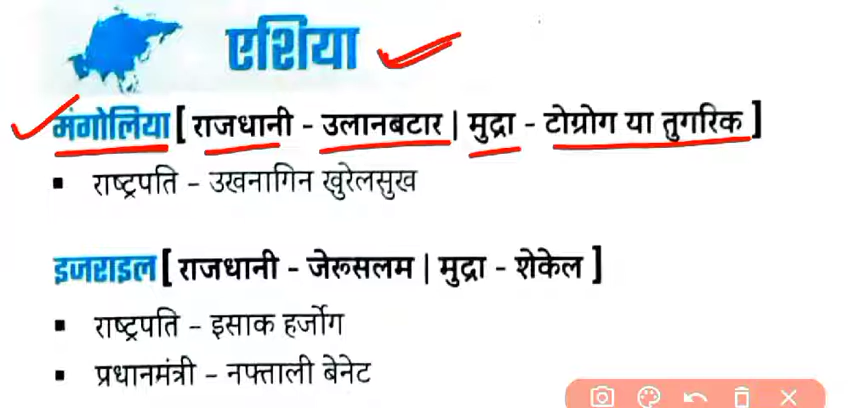 एशिया
मंगोलिया [ राजधानी - उलानबटार | मुद्रा - टोग्रोग या तुगरिक ]
▪ राष्ट्रपति – उखनागिन खुरेलसुख
इजराइल [ राजधानी - जेरूसलम | मुद्रा - शेकेल ]
▪ राष्ट्रपति – इसाक हर्जोग
▪ प्रधानमंत्री – नफ्ताली बेनेट